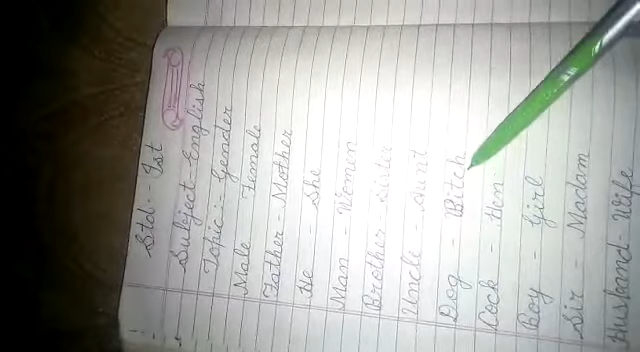 Std:- Ist
Subject:- English
Topic:- Gender
Male Female
Father - Mother
He - She
Man - Women
Brother - Sister
Uncle - Aunt
Dog - Bitch
Cock - Hen
Boy - Girl
Sir - Madam
Husband - Wife